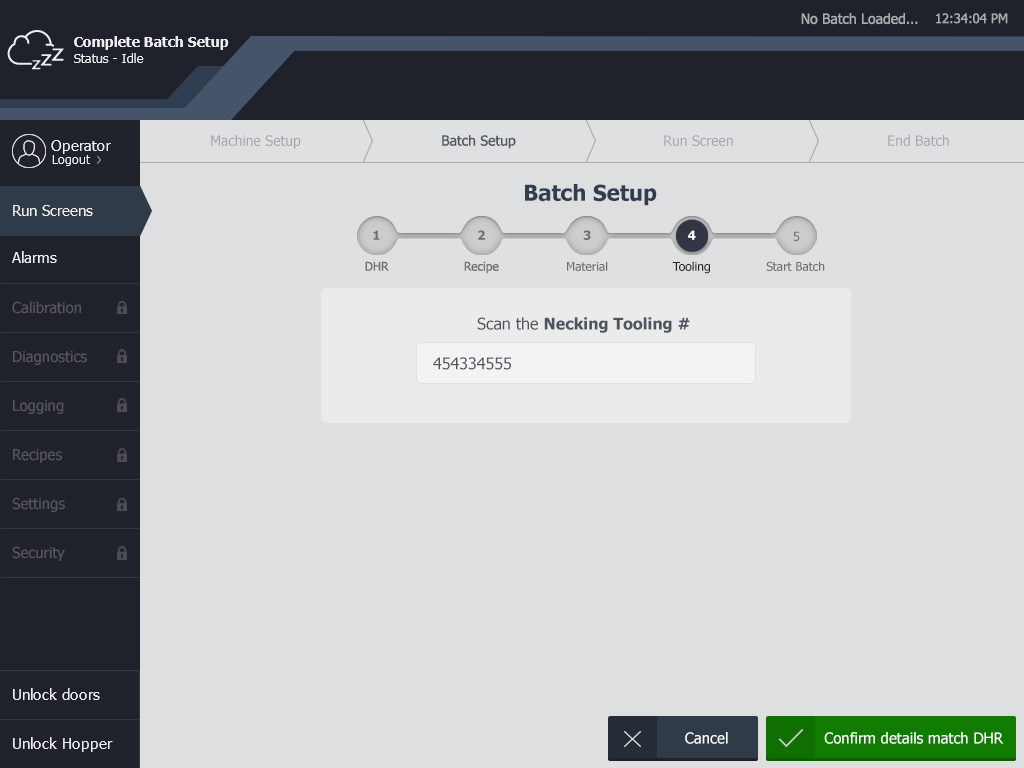 No Batch Loaded... 12:34:04 PM
Complete Batch Setup
Status - Idle
Operator
Logout >
Machine Setup
Batch Setup
Run Screen
End Batch
Run Screens
Alarms
Calibration
Diagnostics
Logging
Recipes
Settings
Security
Unlock doors
Unlock Hopper
Batch Setup
1 2 3 4 5
DHR Recipe Material Tooling Start Batch
Scan the Necking Tooling #
454334555
Cancel
Confirm details match DHR